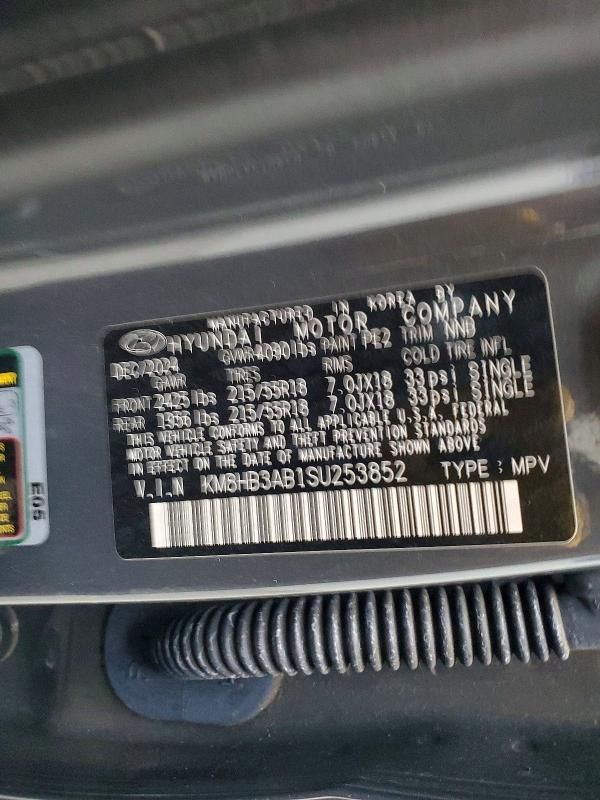 MANUFACTURED IN KOREA BY
HYUNDAI MOTOR COMPANY
DEC/2024 GVWR 4090 lbs PAINT PE2 TRIM NNB
GAWR TIRES RIMS COLD TIRE INFL
FRONT 2425 lbs 215/55R18 7.0JX18 33psi SINGLE
REAR 1956 lbs 215/55R18 7.0JX18 33psi SINGLE
THIS VEHICLE CONFORMS TO ALL APPLICABLE U.S.A. FEDERAL
MOTOR VEHICLE SAFETY AND THEFT PREVENTION STANDARDS
IN EFFECT ON THE DATE OF MANUFACTURE SHOWN ABOVE
V.I.N KM8HB3AB1SU253852 TYPE : MPV
E05